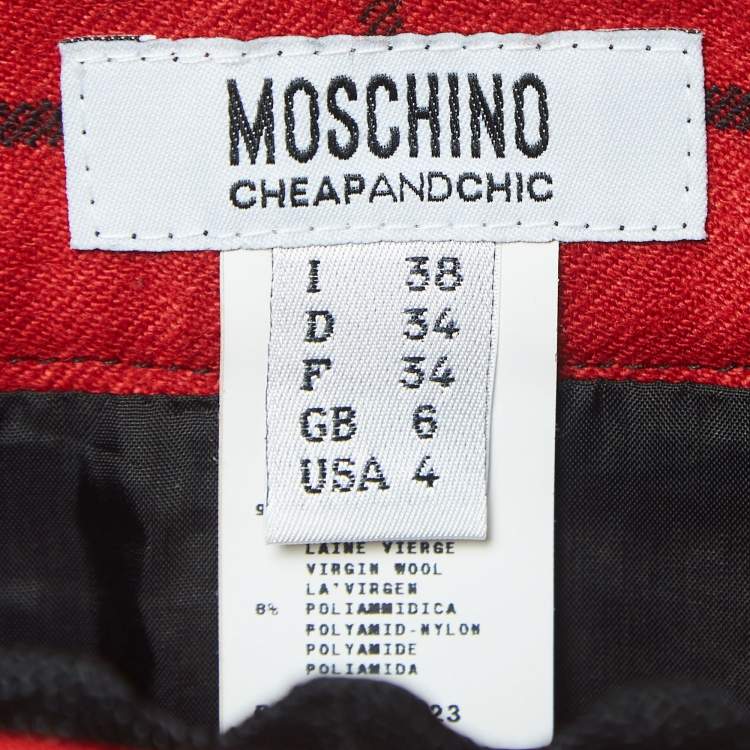 MOSCHINO
CHEAPANDCHIC
I 38
D 34
F 34
GB 6
USA 4
LAINE VIERGE
VIRGIN WOOL
LA'VIRGEN
8% POLIAMMIDICA
POLYAMID-NYLON
POLYAMIDE
POLIAMIDA
23